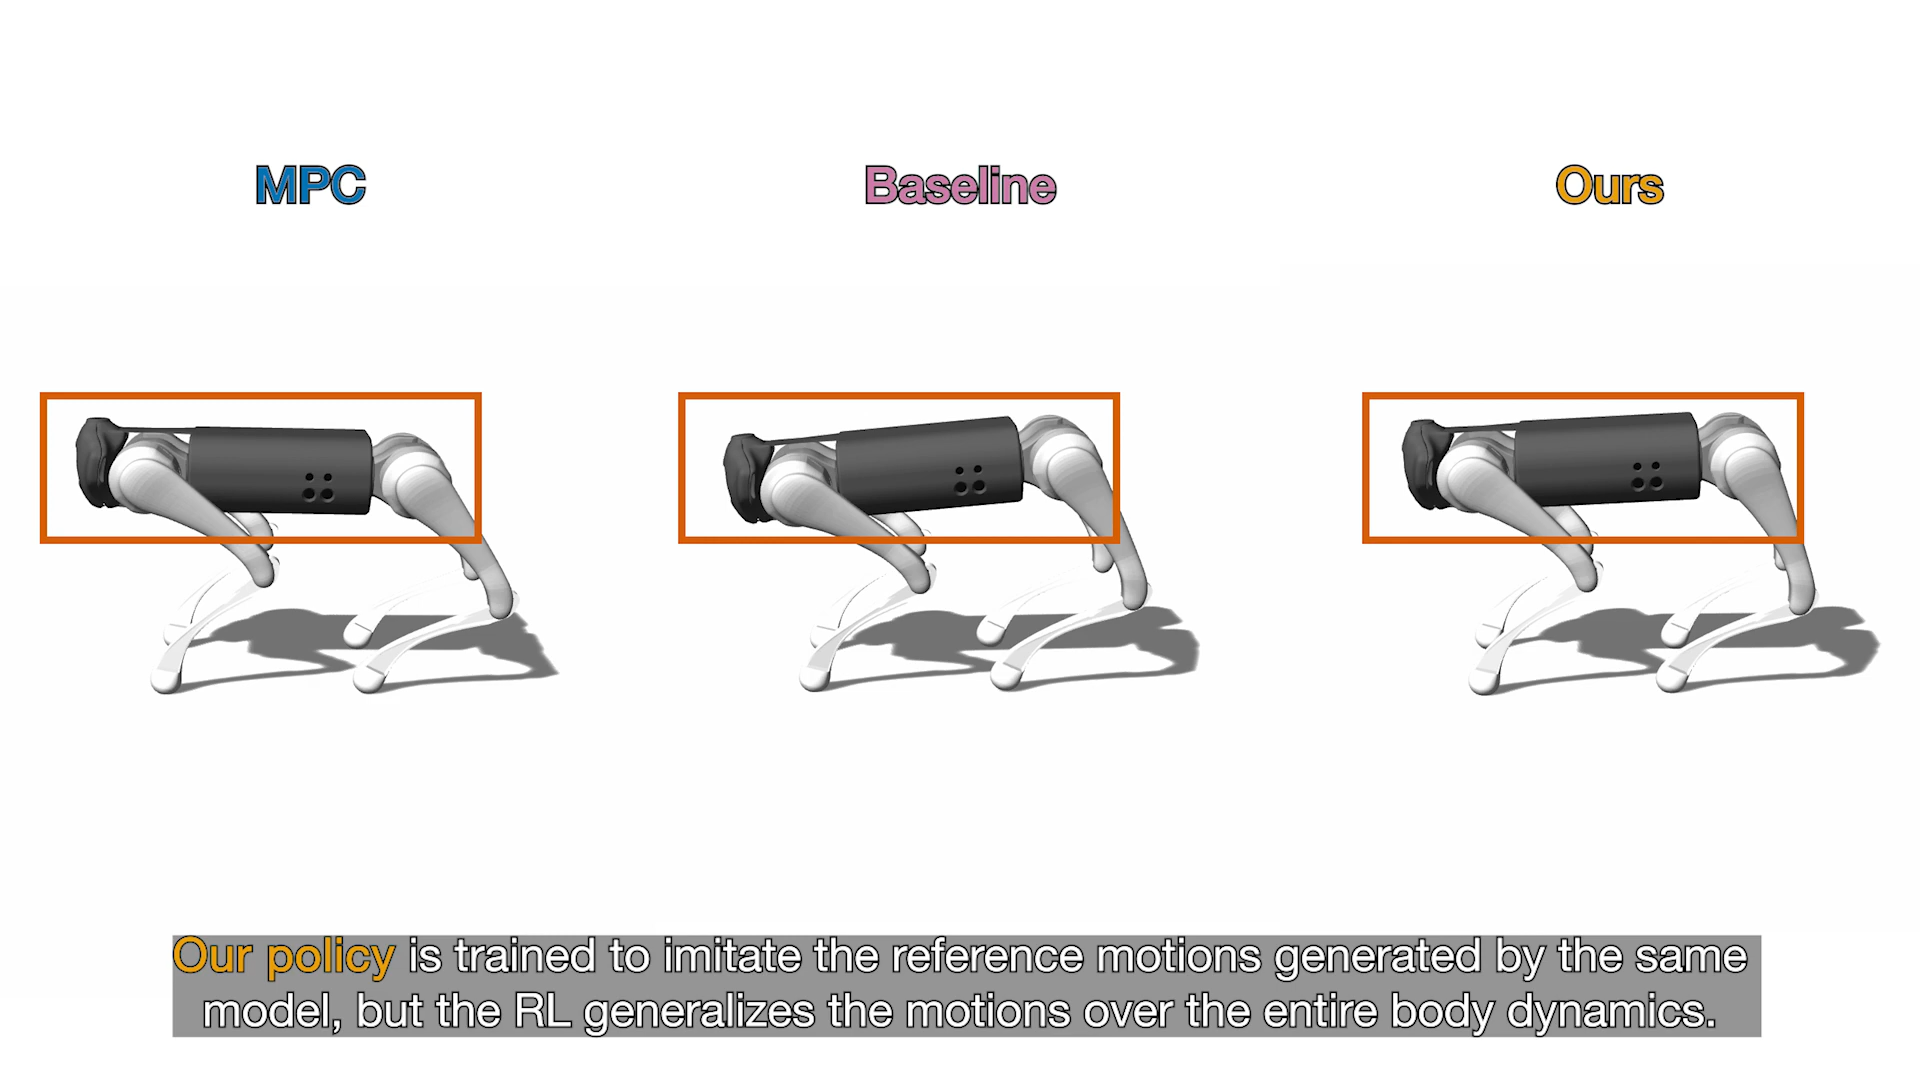 MPC
Baseline
Ours
Our policy is trained to imitate the reference motions generated by the same
model, but the RL generalizes the motions over the entire body dynamics.